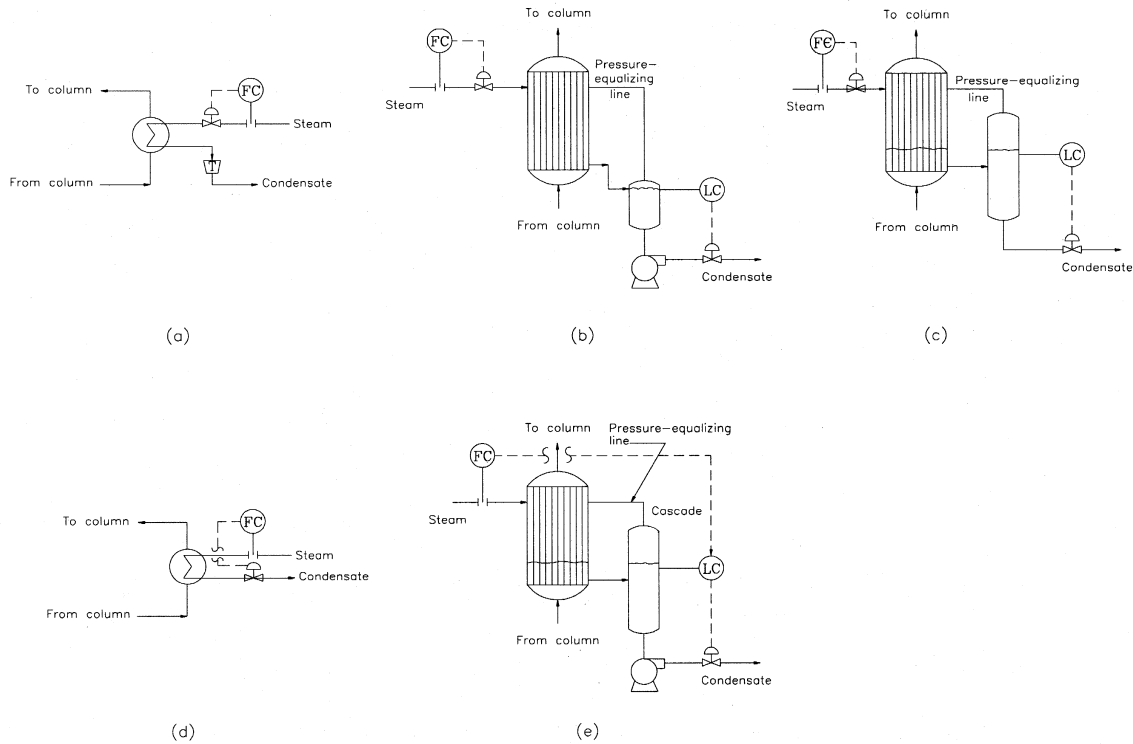 To column
FC
Steam
T
From column
Condensate
(a)
To column
FC
Pressure-
equalizing
line
Steam
LC
From column
Condensate
(b)
To column
FC
Pressure-equalizing
line
Steam
LC
From column
Condensate
(c)
To column
FC
Steam
Condensate
From column
(d)
To column
Pressure-equalizing
line
FC
Steam
Cascade
LC
From column
Condensate
(e)